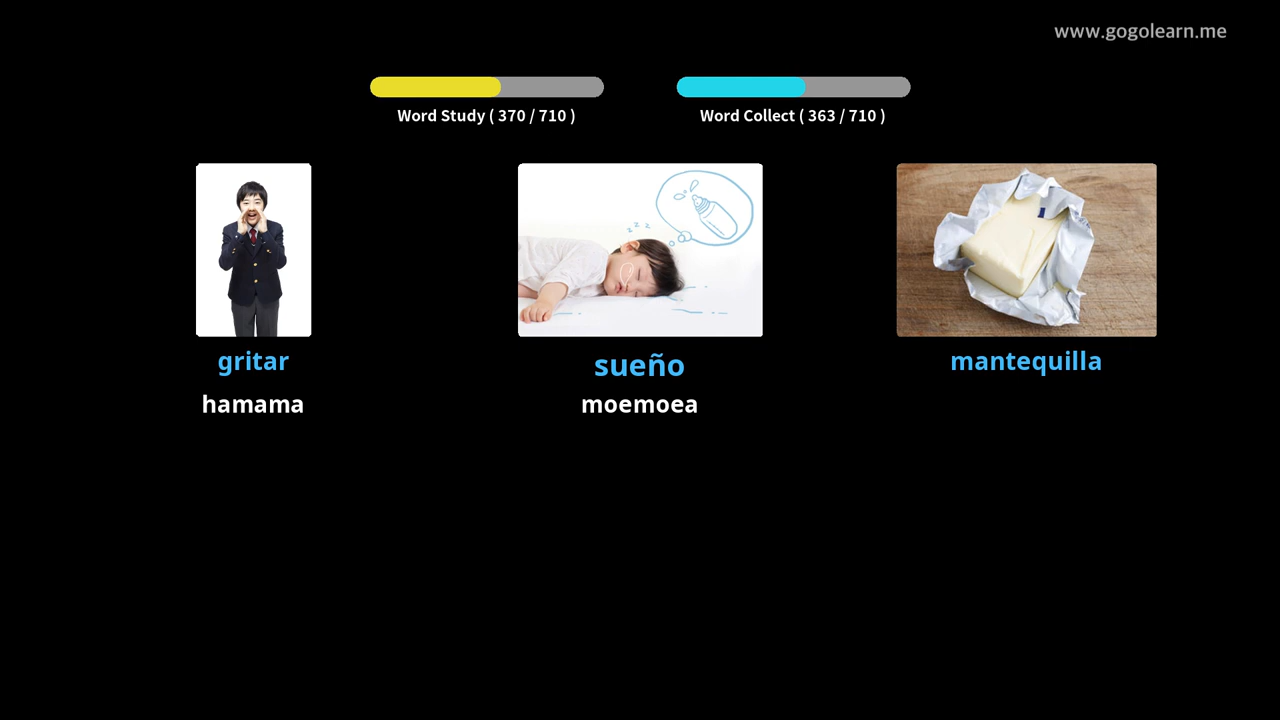 www.gogolearn.me
Word Study ( 370 / 710 )
Word Collect ( 363 / 710 )
gritar
hamama
sueño
moemoea
mantequilla